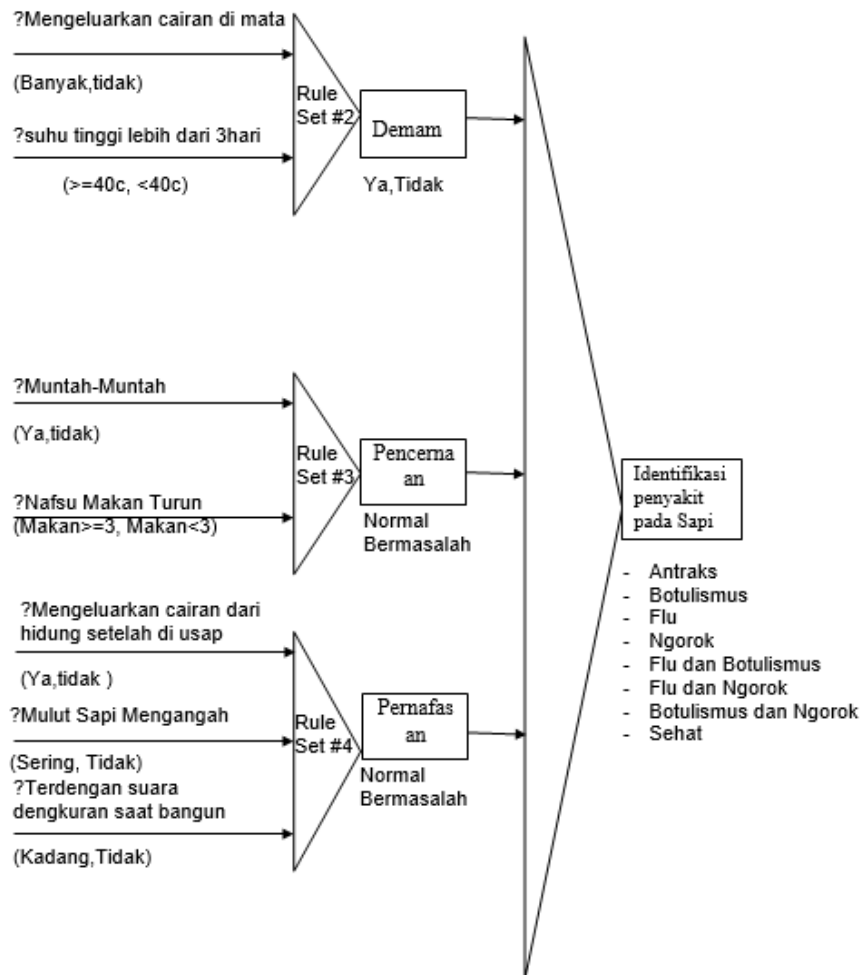 ?Mengeluarkan cairan di mata
(Banyak,tidak)
?suhu tinggi lebih dari 3hari
(>=40c, <40c)
Rule
Set #2
Demam
Ya,Tidak
?Muntah-Muntah
(Ya,tidak)
?Nafsu Makan Turun
(Makan>=3, Makan<3)
Rule
Set #3
Pencerna
an
Normal
Bermasalah
?Mengeluarkan cairan dari
hidung setelah di usap
(Ya,tidak )
?Mulut Sapi Mengangah
(Sering, Tidak)
?Terdengan suara
dengkuran saat bangun
(Kadang,Tidak)
Rule
Set #4
Pernafas
an
Normal
Bermasalah
Identifikasi
penyakit
pada Sapi
- Antraks
- Botulismus
- Flu
- Ngorok
- Flu dan Botulismus
- Flu dan Ngorok
- Botulismus dan Ngorok
- Sehat